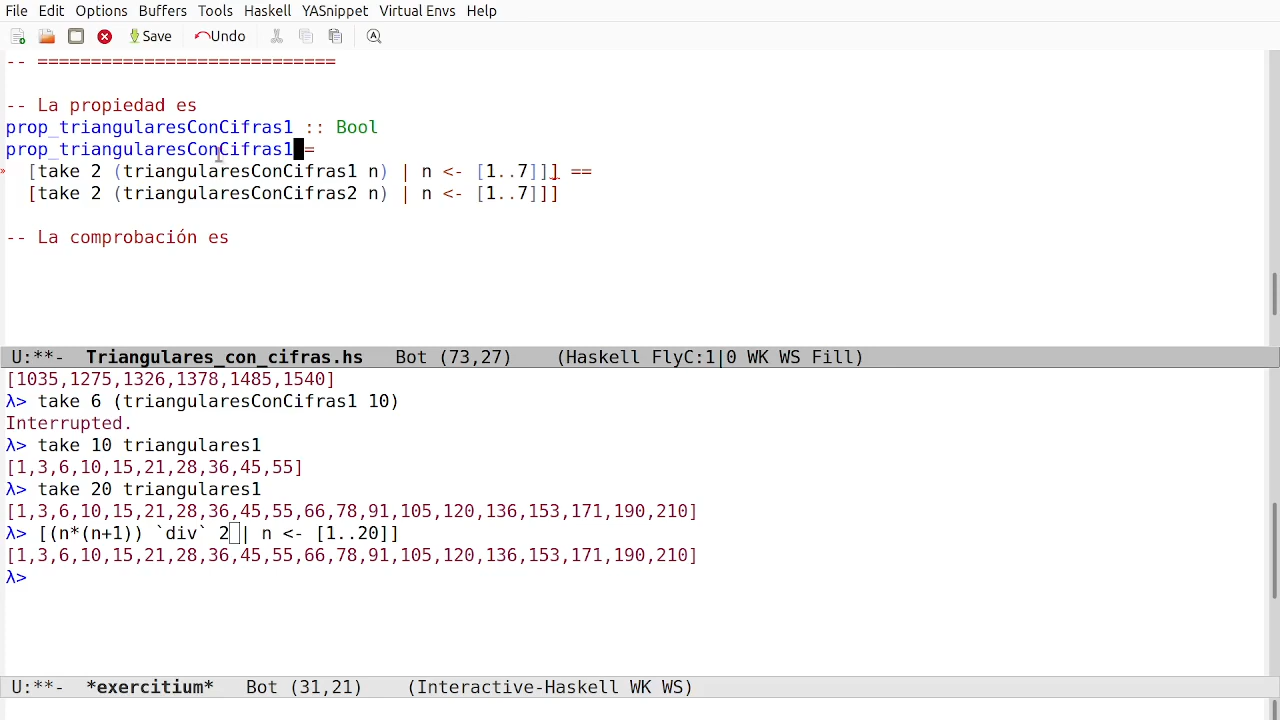 File Edit Options Buffers Tools Haskell YASnippet Virtual Envs Help
Save Undo
-- ============================
-- La propiedad es
prop_triangularesConCifras1 :: Bool
prop_triangularesConCifras1 =
[take 2 (triangularesConCifras1 n) | n <- [1..7]]] ==
[take 2 (triangularesConCifras2 n) | n <- [1..7]]]
-- La comprobación es
U:**- Triangulares_con_cifras.hs Bot (73,27) (Haskell FlyC:1|0 WK WS Fill)
[1035,1275,1326,1378,1485,1540]
λ> take 6 (triangularesConCifras1 10)
Interrupted.
λ> take 10 triangulares1
[1,3,6,10,15,21,28,36,45,55]
λ> take 20 triangulares1
[1,3,6,10,15,21,28,36,45,55,66,78,91,105,120,136,153,171,190,210]
λ> [(n*(n+1)) `div` 2 | n <- [1..20]]
[1,3,6,10,15,21,28,36,45,55,66,78,91,105,120,136,153,171,190,210]
λ>
U:**- *exercitium* Bot (31,21) (Interactive-Haskell WK WS)